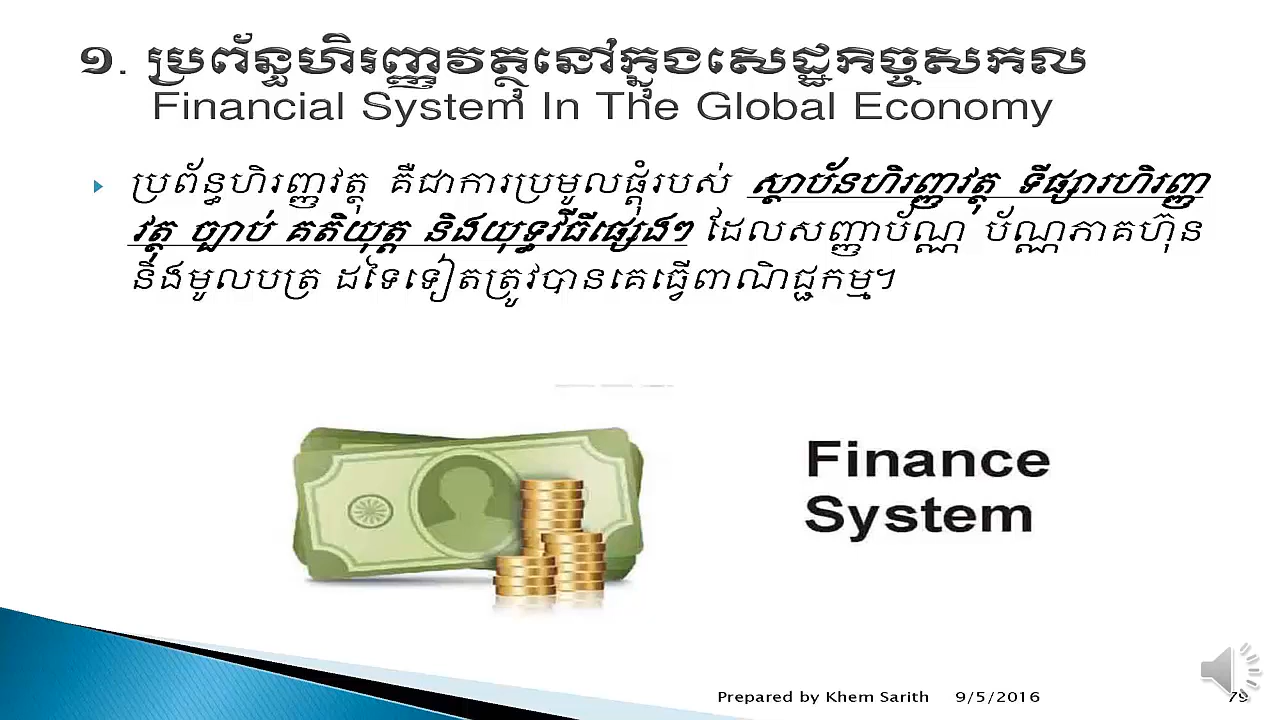 ១. ប្រព័ន្ធហិរញ្ញវត្ថុនៅក្នុងសេដ្ឋកិច្ចសកល
Financial System In The Global Economy
ប្រព័ន្ធហិរញ្ញវត្ថុ គឺជាការប្រមូលផ្តុំរបស់ ស្ថាប័នហិរញ្ញវត្ថុ ទីផ្សារហិរញ្ញ
វត្ថុ ច្បាប់ គតិយុត្ត និងយុទ្ធវិធីផ្សេងៗ ដែលសញ្ញាប័ណ្ណ ប័ណ្ណភាគហ៊ុន
និងមូលបត្រ ដទៃទៀតត្រូវបានគេធ្វើពាណិជ្ជកម្ម។
Finance
System
Prepared by Khem Sarith 9/5/2016 79